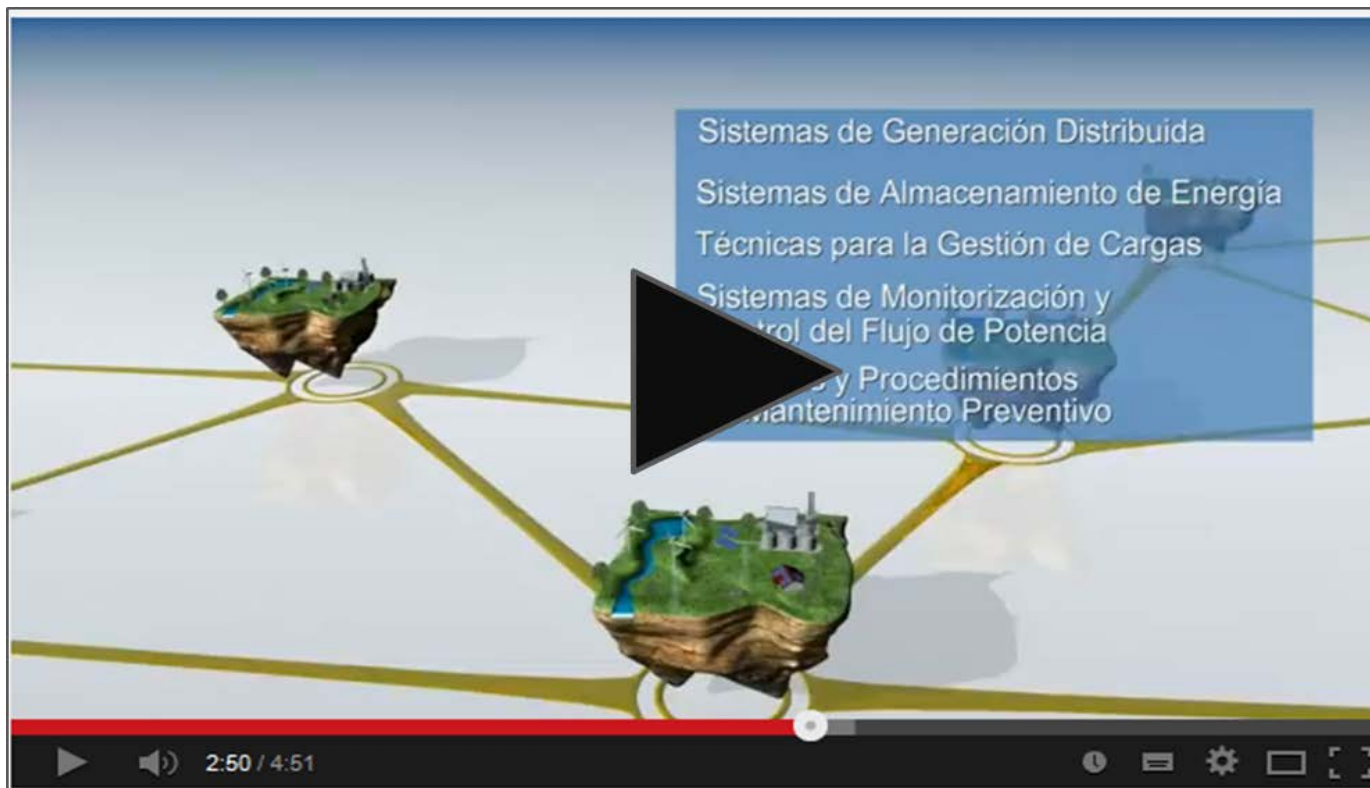 Sistemas de Generación Distribuida
Sistemas de Almacenamiento de Energía
Técnicas para la Gestión de Cargas
Sistemas de Monitorización y
del Flujo de Potencia
y Procedimientos
Mantenimiento Preventivo
2:50 / 4:51